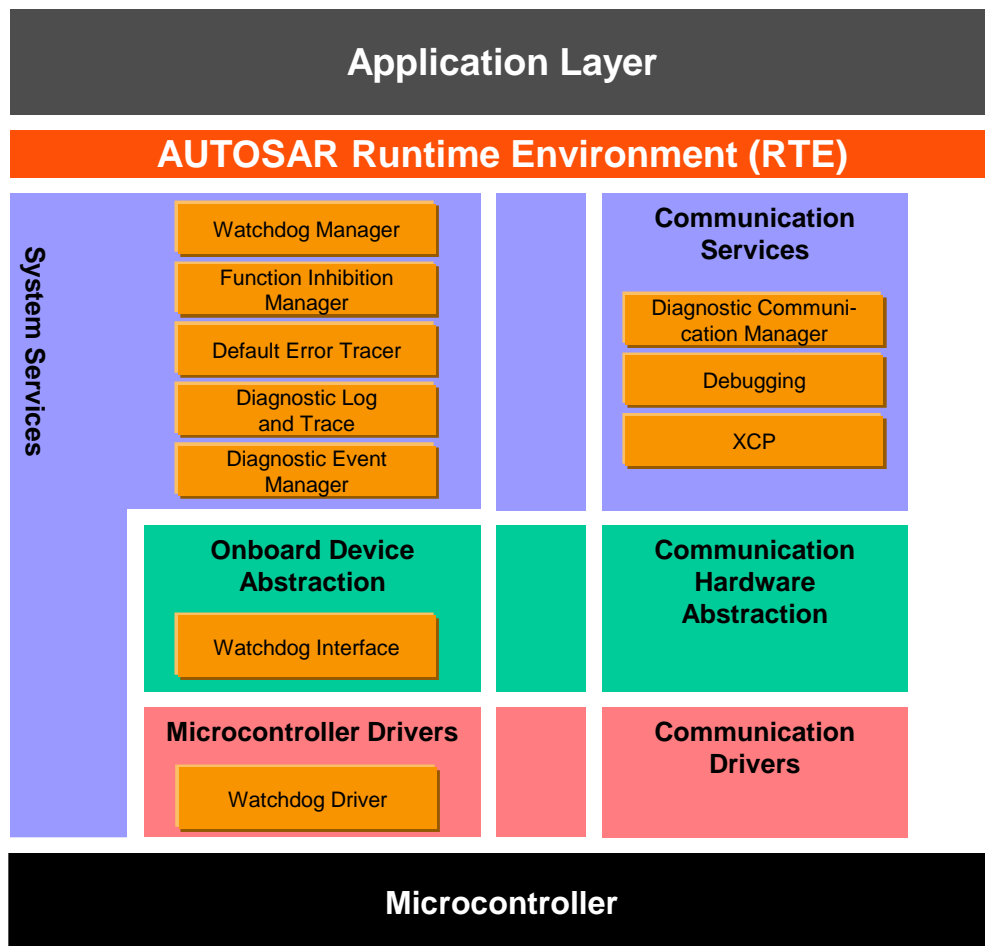 Application Layer
AUTOSAR Runtime Environment (RTE)
System Services
Watchdog Manager
Function Inhibition
Manager
Default Error Tracer
Diagnostic Log
and Trace
Diagnostic Event
Manager
Communication
Services
Diagnostic Communi-
cation Manager
Debugging
XCP
Onboard Device
Abstraction
Watchdog Interface
Communication
Hardware
Abstraction
Microcontroller Drivers
Watchdog Driver
Communication
Drivers
Microcontroller